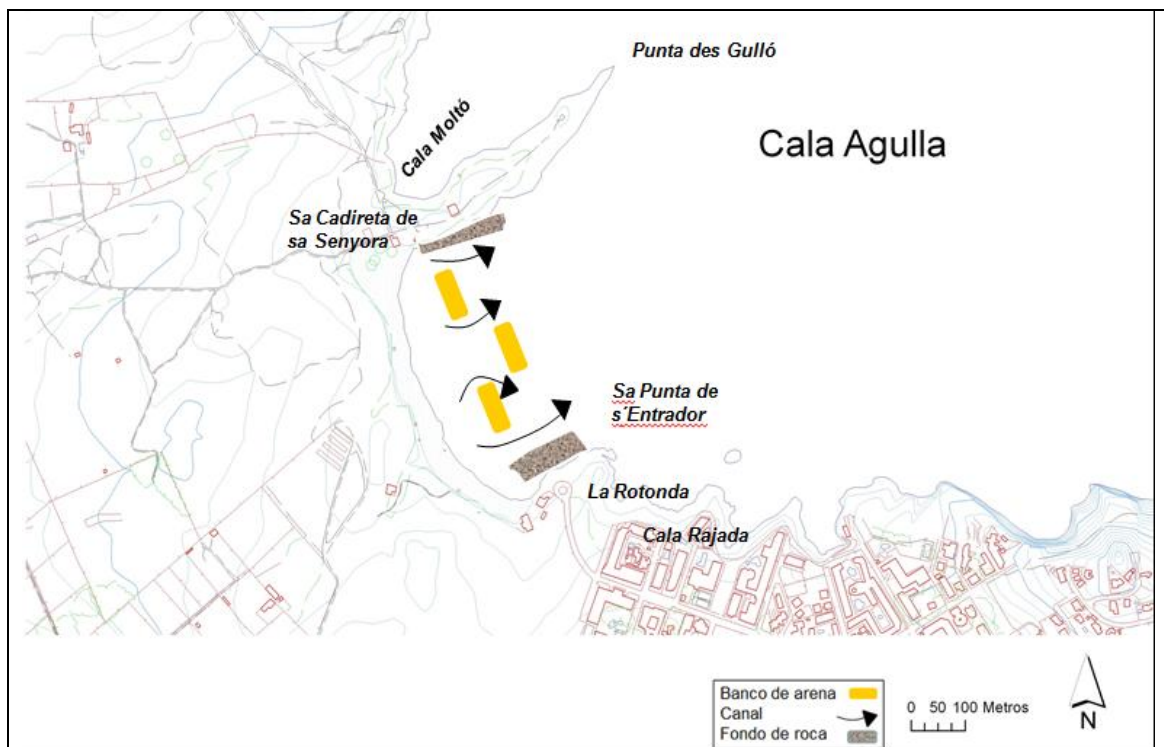 Punta des Gulló
Cala Moltó
Cala Agulla
Sa Cadireta de
sa Senyora
Sa Punta de
s´Entrador
La Rotonda
Cala Rajada
Banco de arena
Canal
Fondo de roca
0 50 100 Metros
N